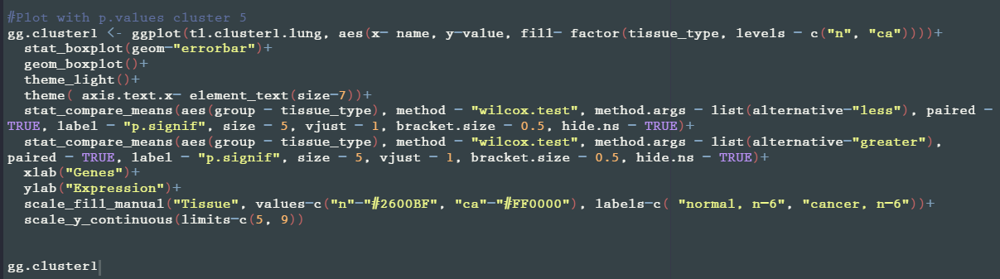 #Plot with p.values cluster 5
gg.cluster1 <- ggplot(t1.cluster1.lung, aes(x= name, y=value, fill= factor(tissue_type, levels = c("n", "ca"))))+
stat_boxplot(geom="errorbar")+
geom_boxplot()+
theme_light()+
theme( axis.text.x= element_text(size=7))+
stat_compare_means(aes(group = tissue_type), method = "wilcox.test", method.args = list(alternative="less"), paired =
TRUE, label = "p.signif", size = 5, vjust = 1, bracket.size = 0.5, hide.ns = TRUE)+
stat_compare_means(aes(group = tissue_type), method = "wilcox.test", method.args = list(alternative="greater"),
paired = TRUE, label = "p.signif", size = 5, vjust = 1, bracket.size = 0.5, hide.ns = TRUE)+
xlab("Genes")+
ylab("Expression")+
scale_fill_manual("Tissue", values=c("n"="#2600BF", "ca"="#FF0000"), labels=c( "normal, n=6", "cancer, n=6"))+
scale_y_continuous(limits=c(5, 9))
gg.cluster1